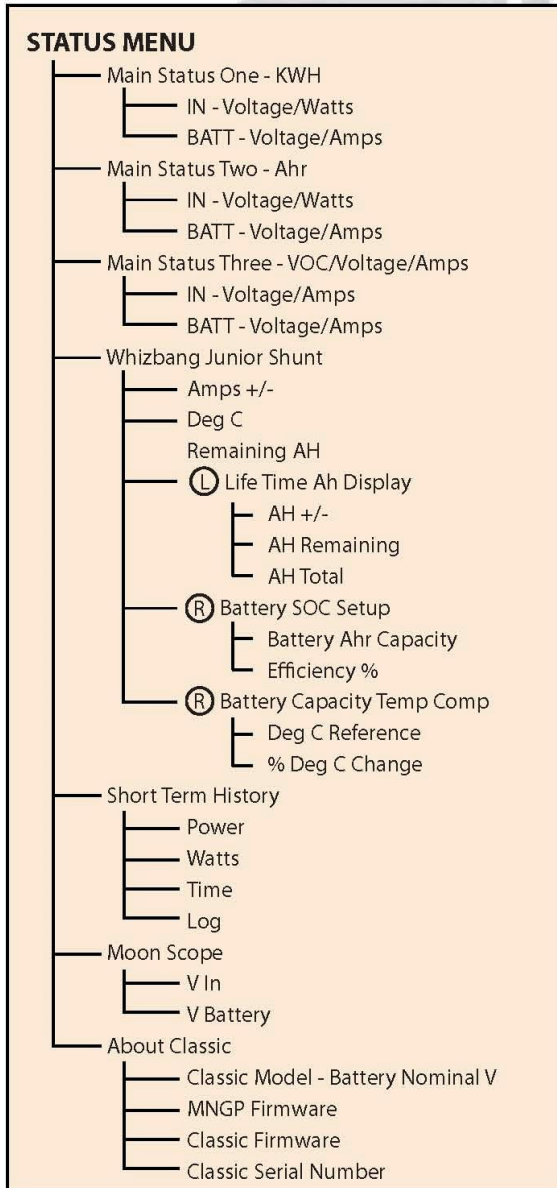 STATUS MENU
Main Status One - KWH
IN - Voltage/Watts
BATT - Voltage/Amps
Main Status Two - Ahr
IN - Voltage/Watts
BATT - Voltage/Amps
Main Status Three - VOC/Voltage/Amps
IN - Voltage/Amps
BATT - Voltage/Amps
Whizbang Junior Shunt
Amps +/-
Deg C
Remaining AH
L Life Time Ah Display
AH +/-
AH Remaining
AH Total
R Battery SOC Setup
Battery Ahr Capacity
Efficiency %
R Battery Capacity Temp Comp
Deg C Reference
% Deg C Change
Short Term History
Power
Watts
Time
Log
Moon Scope
V In
V Battery
About Classic
Classic Model - Battery Nominal V
MNGP Firmware
Classic Firmware
Classic Serial Number